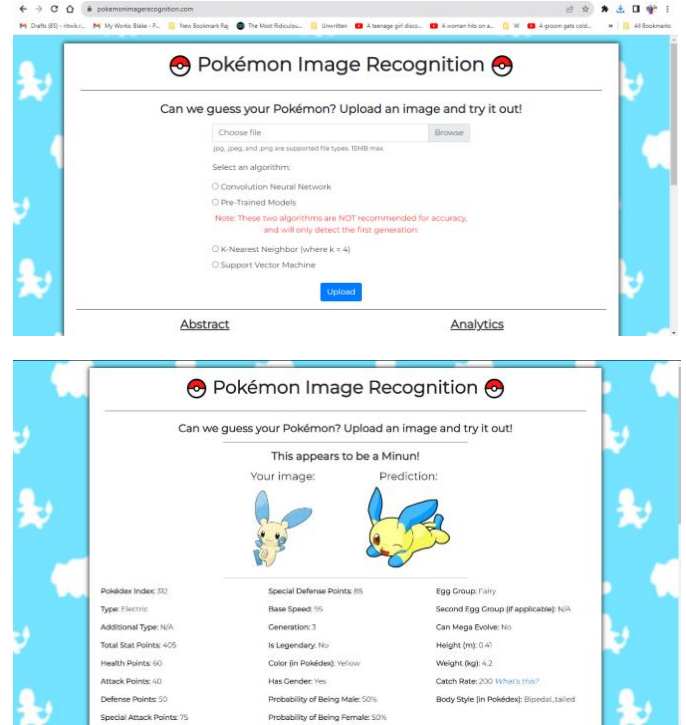 pokemonimagerecognition.com
Drafts (85) - ritwik.r... My Works: Blake - P... New Bookmark Raj The Most Ridiculou... Unwritten A teenage girl disco... A woman hits on a... W A groom gets cold... » All Bookmarks
Pokémon Image Recognition
Can we guess your Pokémon? Upload an image and try it out!
Choose file Browse
.jpg, .jpeg, and .png are supported file types. 15MB max.
Select an algorithm:
Convolution Neural Network
Pre-Trained Models
Note: These two algorithms are NOT recommended for accuracy,
and will only detect the first generation:
K-Nearest Neighbor (where k = 4)
Support Vector Machine
Upload
Abstract Analytics
Pokémon Image Recognition
Can we guess your Pokémon? Upload an image and try it out!
This appears to be a Minun!
Your image: Prediction:
Pokédex Index: 312 Special Defense Points: 85 Egg Group: Fairy
Type: Electric Base Speed: 95 Second Egg Group (if applicable): N/A
Additional Type: N/A Generation: 3 Can Mega Evolve: No
Total Stat Points: 405 Is Legendary: No Height (m): 0.41
Health Points: 60 Color (in Pokédex): Yellow Weight (kg): 4.2
Attack Points: 40 Has Gender: Yes Catch Rate: 200 What's this?
Defense Points: 50 Probability of Being Male: 50% Body Style (in Pokédex): Bipedal_tailed
Special Attack Points: 75 Probability of Being Female: 50%